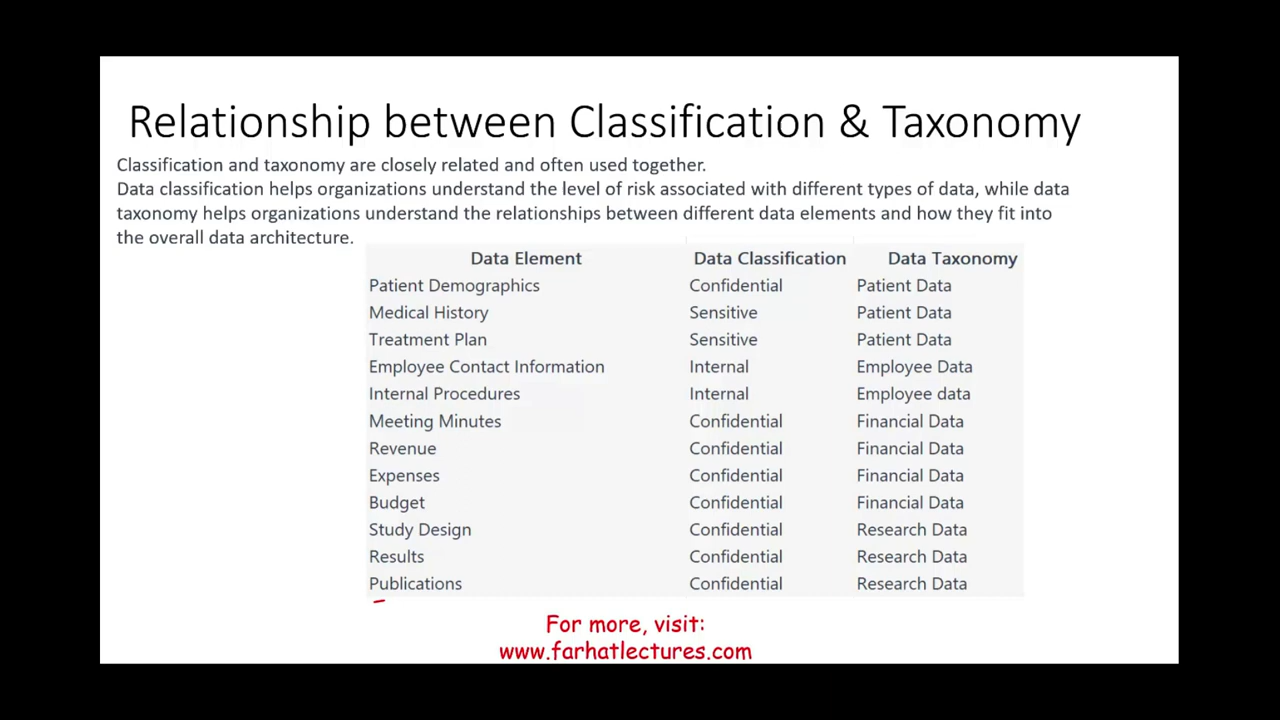 Relationship between Classification & Taxonomy
Classification and taxonomy are closely related and often used together.
Data classification helps organizations understand the level of risk associated with different types of data, while data
taxonomy helps organizations understand the relationships between different data elements and how they fit into
the overall data architecture.
Data Element Data Classification Data Taxonomy
Patient Demographics Confidential Patient Data
Medical History Sensitive Patient Data
Treatment Plan Sensitive Patient Data
Employee Contact Information Internal Employee Data
Internal Procedures Internal Employee data
Meeting Minutes Confidential Financial Data
Revenue Confidential Financial Data
Expenses Confidential Financial Data
Budget Confidential Financial Data
Study Design Confidential Research Data
Results Confidential Research Data
Publications Confidential Research Data
For more, visit:
www.farhatlectures.com